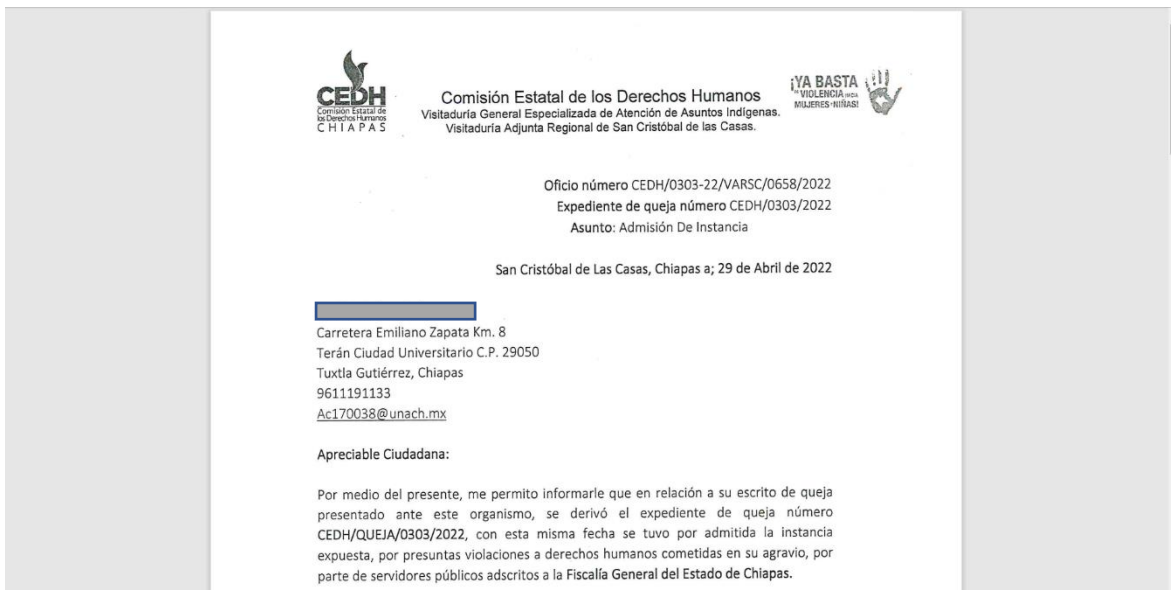 CEDH
Comisión Estatal de
los Derechos Humanos
CHIAPAS
Comisión Estatal de los Derechos Humanos
Visitaduría General Especializada de Atención de Asuntos Indígenas.
Visitaduría Adjunta Regional de San Cristóbal de las Casas.
¡YA BASTA
VIOLENCIA
MUJERES Y NIÑAS!
Oficio número CEDH/0303-22/VARSC/0658/2022
Expediente de queja número CEDH/0303/2022
Asunto: Admisión De Instancia
San Cristóbal de Las Casas, Chiapas a; 29 de Abril de 2022
Carretera Emiliano Zapata Km. 8
Terán Ciudad Universitario C.P. 29050
Tuxtla Gutiérrez, Chiapas
9611191133
Ac170038@unach.mx
Apreciable Ciudadana:
Por medio del presente, me permito informarle que en relación a su escrito de queja
presentado ante este organismo, se derivó el expediente de queja número
CEDH/QUEJA/0303/2022, con esta misma fecha se tuvo por admitida la instancia
expuesta, por presuntas violaciones a derechos humanos cometidas en su agravio, por
parte de servidores públicos adscritos a la Fiscalía General del Estado de Chiapas.